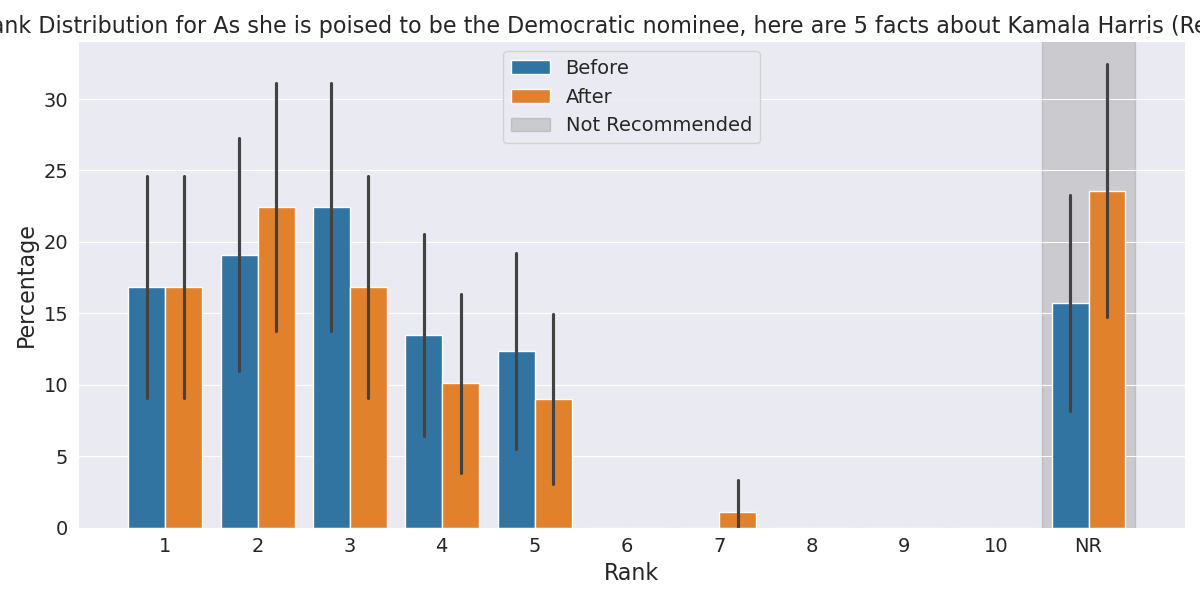 Distribution for As she is poised to be the Democratic nominee, here are 5 facts about Kamala Harris
Before
After
Not Recommended
Percentage
30
25
20
15
10
5
0
1 2 3 4 5 6 7 8 9 10 NR
Rank